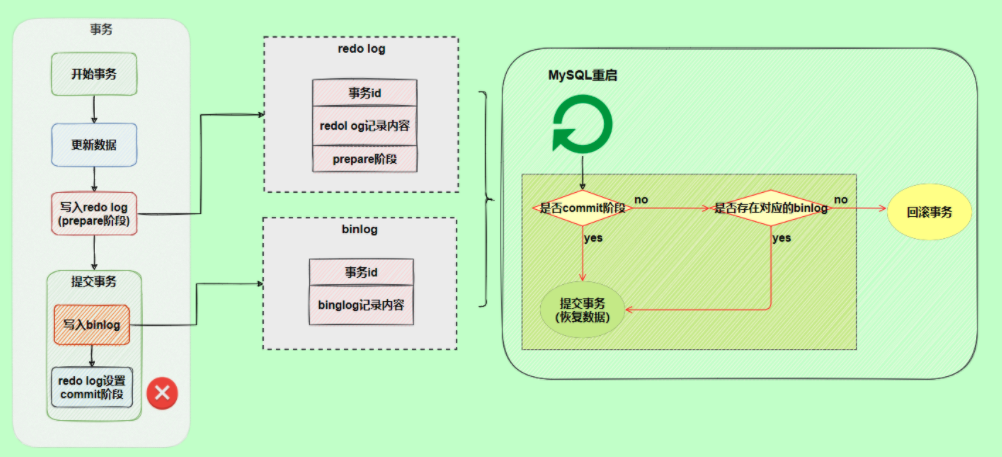 事务
开始事务
更新数据
写入redo log
(prepare阶段)
提交事务
写入binlog
redo log设置
commit阶段
redo log
事务id
redol og记录内容
prepare阶段
binlog
事务id
binglog记录内容
MySQL重启
是否commit阶段
no
是否存在对应的binlog
no
回滚事务
yes
yes
提交事务
(恢复数据)